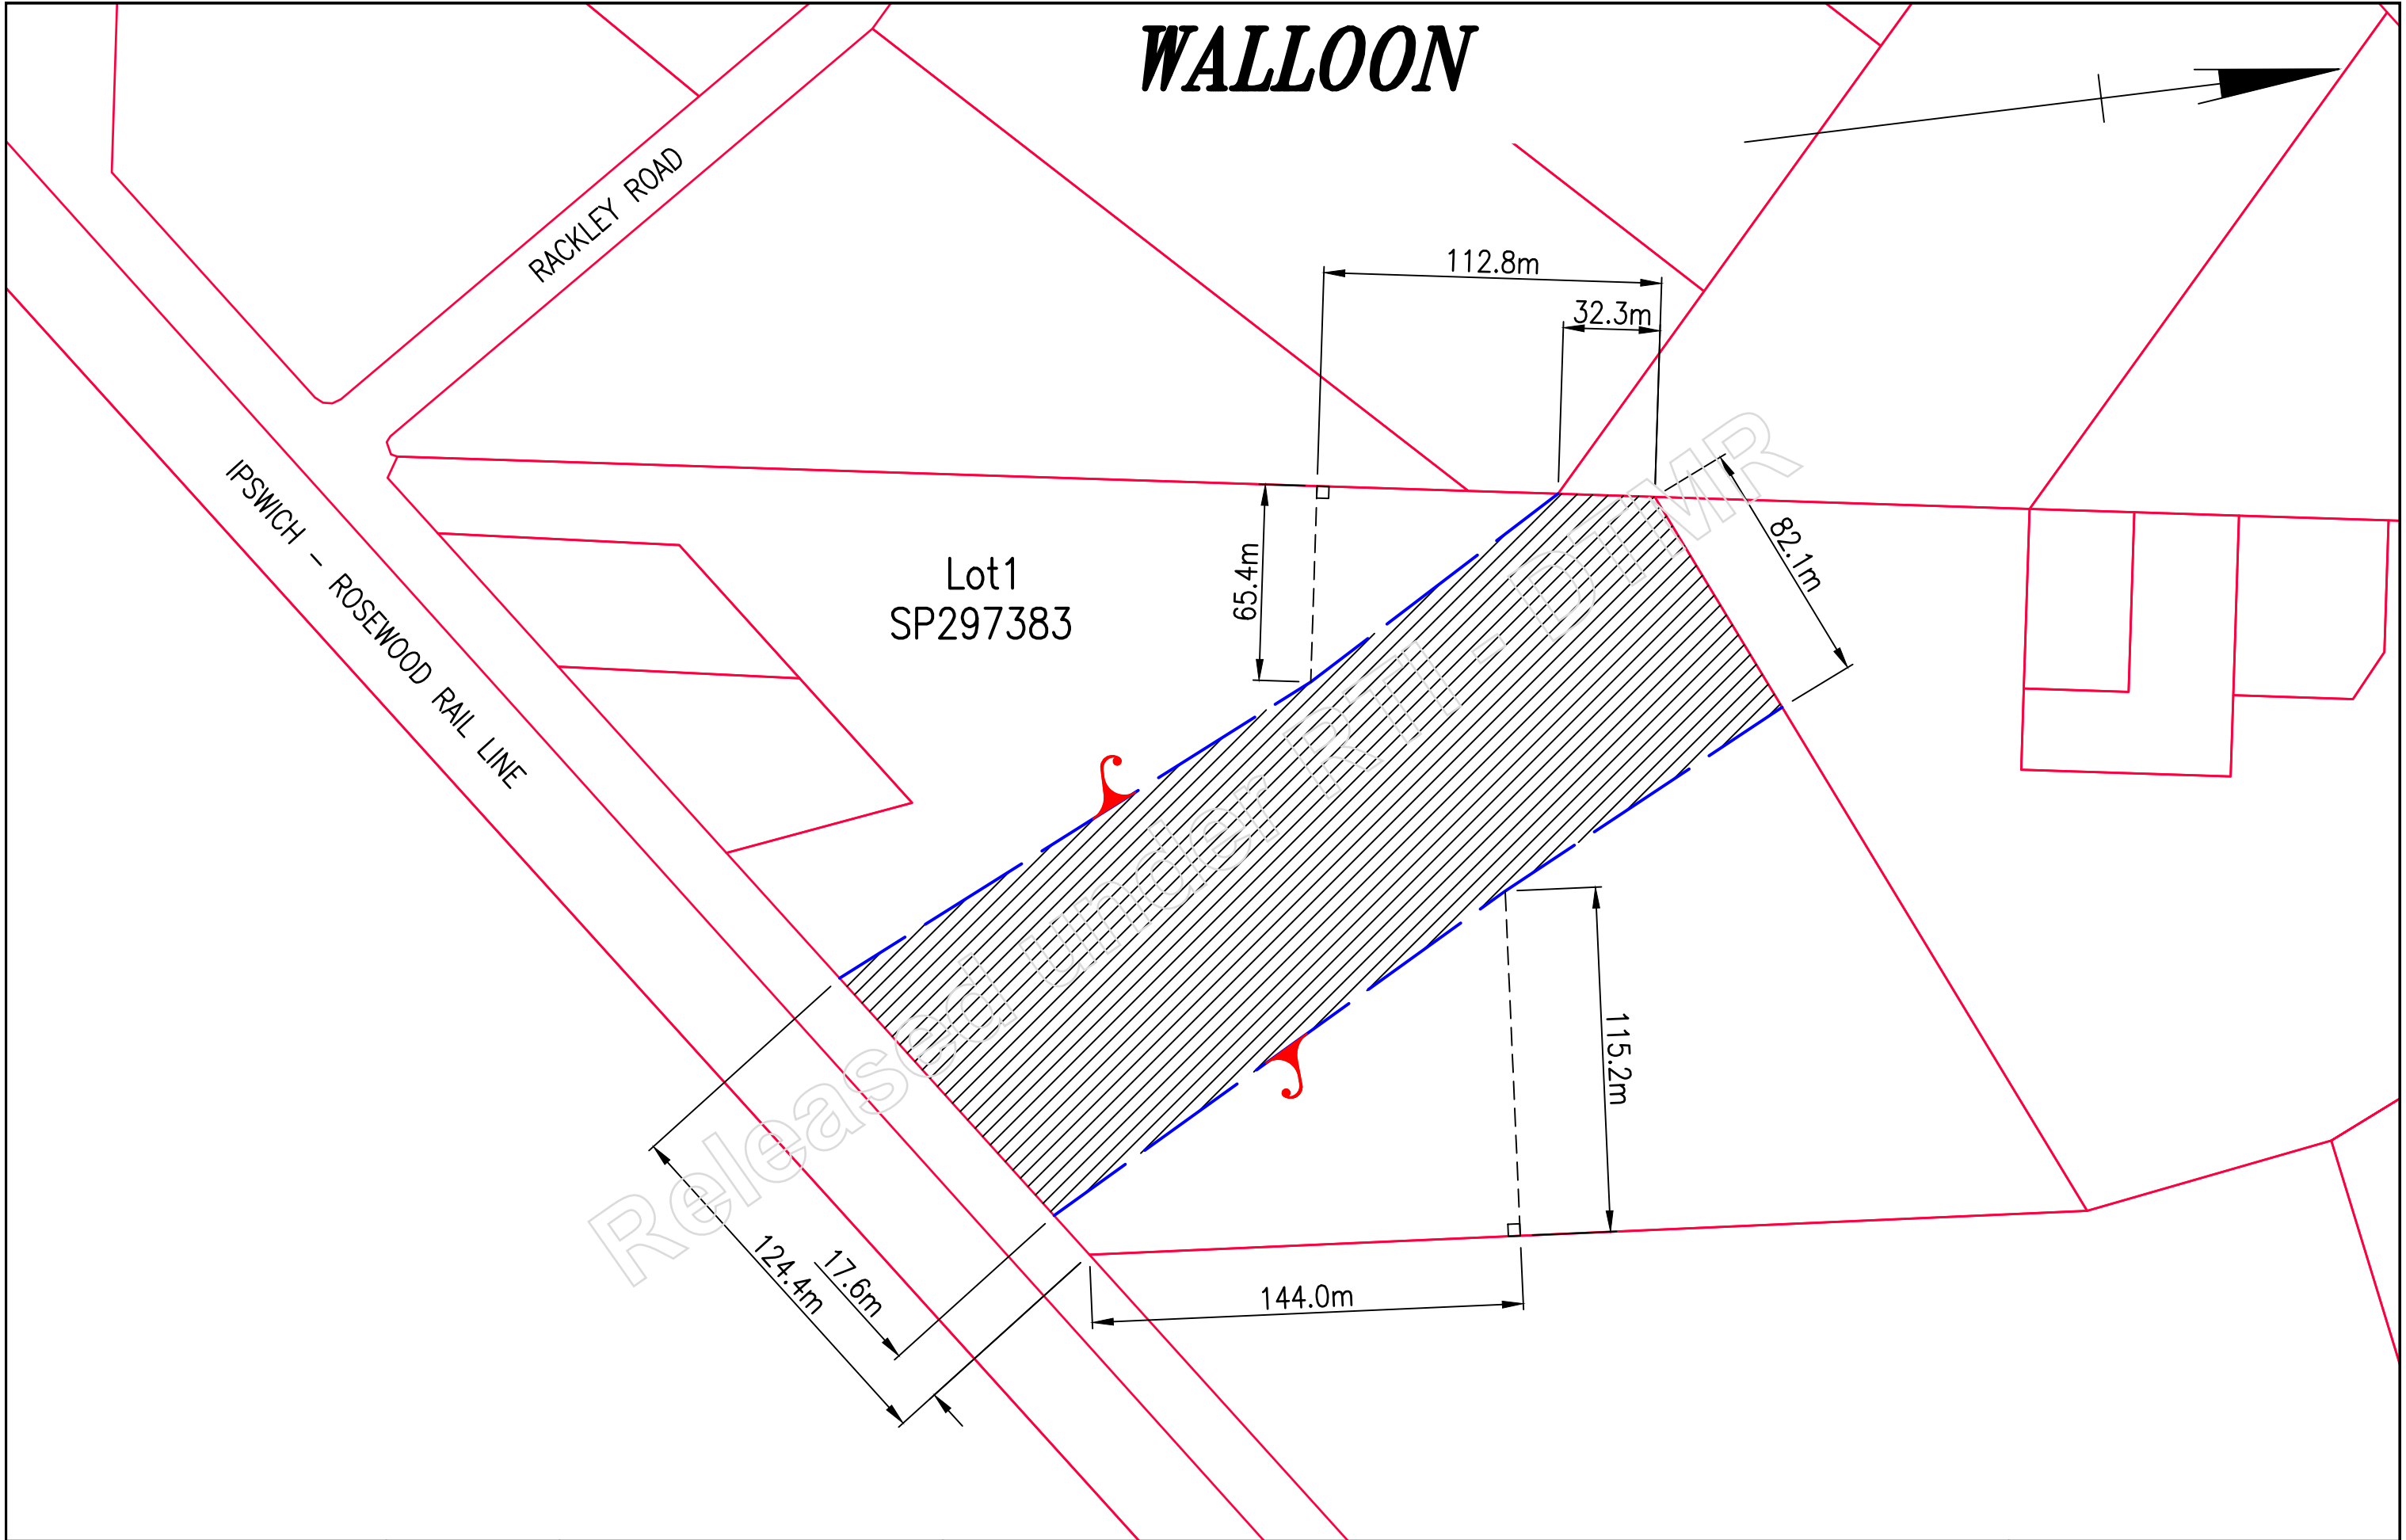 WALLOON
RACKLEY ROAD
112.8m
32.3m
82.1m
65.4m
Lot1
SP297383
IPSWICH - ROSEWOOD RAIL LINE
Released under RTI - DTMR
115.2m
124.4m
17.6m
144.0m